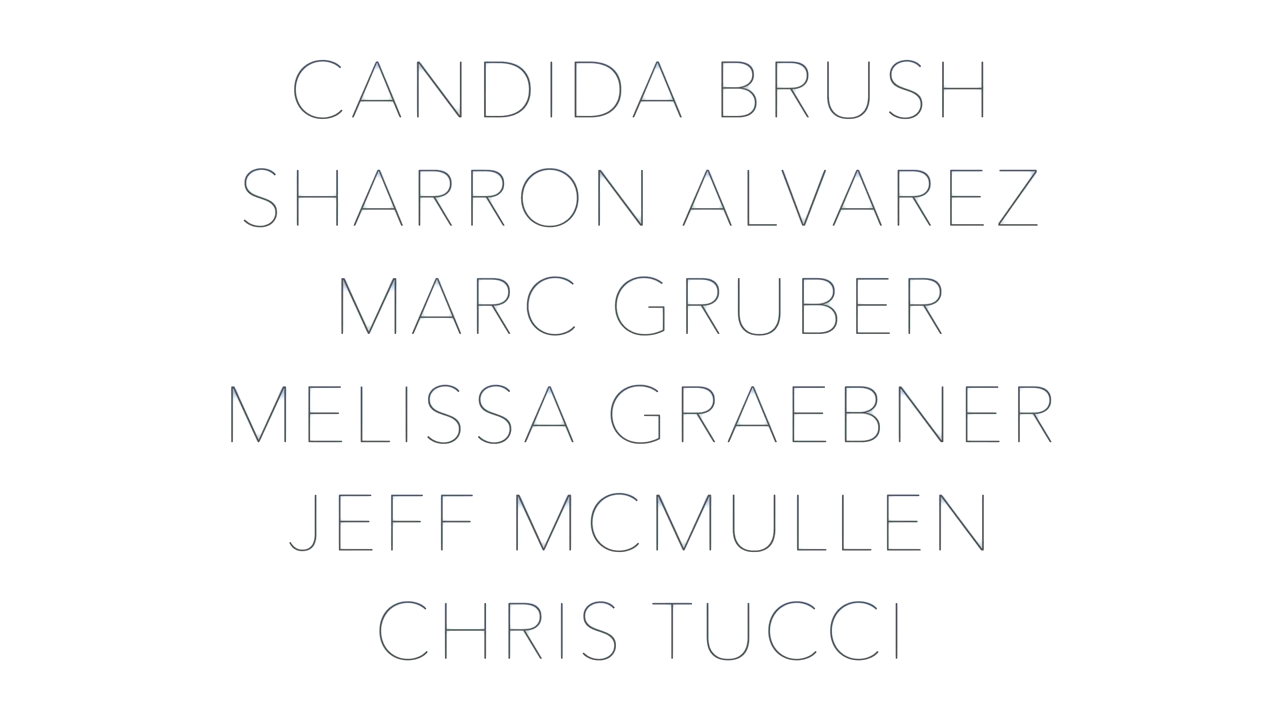 CANDIDA BRUSH
SHARRON ALVAREZ
MARC GRUBER
MELISSA GRAEBNER
JEFF MCMULLEN
CHRIS TUCCI